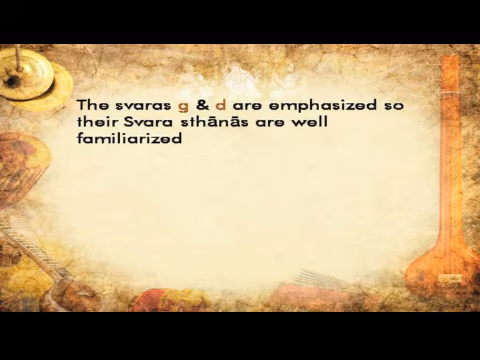 The svaras g & d are emphasized so
their Svara sthānās are well
familiarized